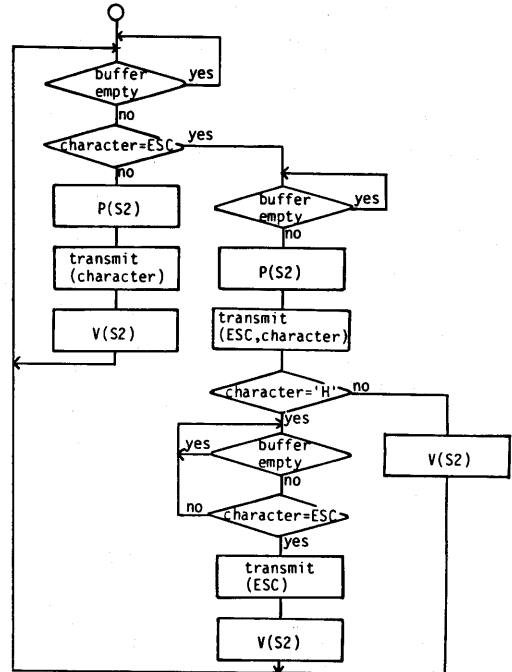 buffer
empty
yes
no
character=ESC
yes
no
P(S2)
transmit
(character)
V(S2)
buffer
empty
yes
no
P(S2)
transmit
(ESC,character)
character='H'
no
yes
V(S2)
yes
buffer
empty
no
no
character=ESC
yes
transmit
(ESC)
V(S2)